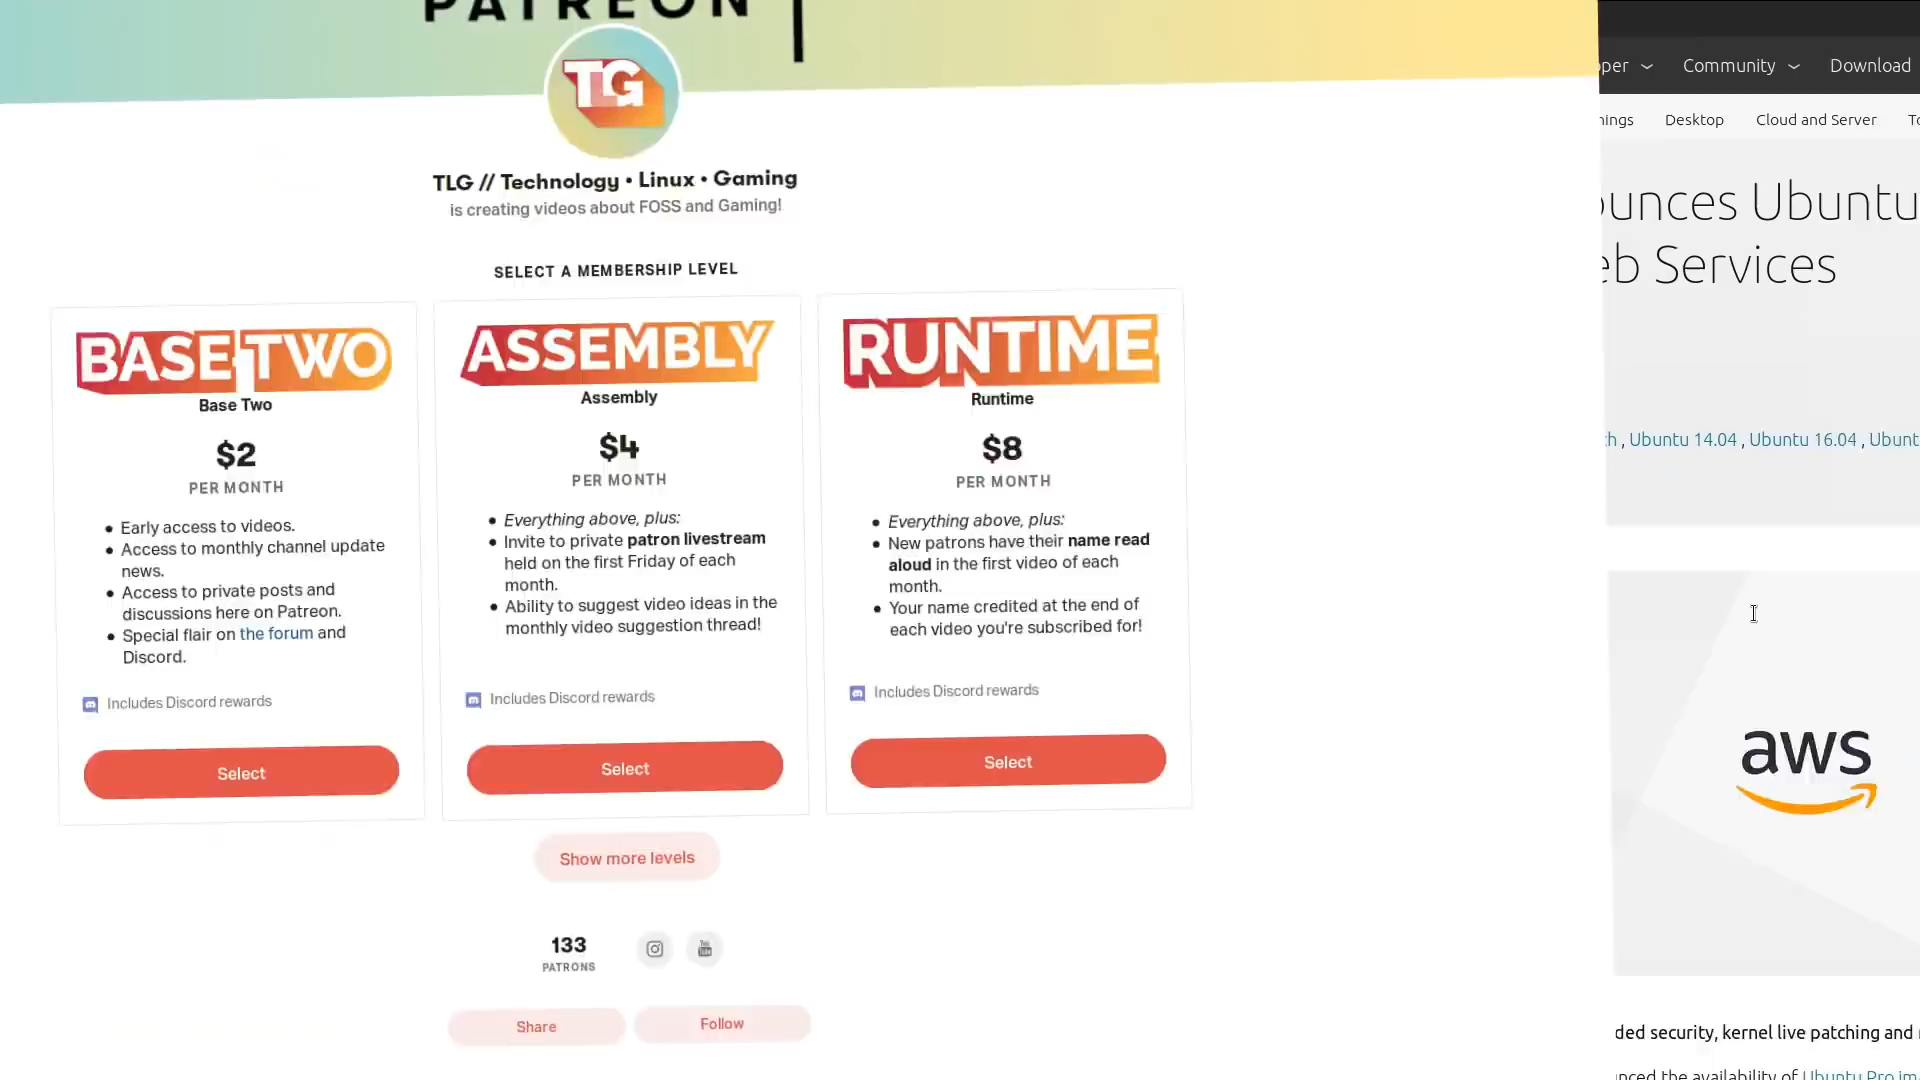 PATREON
TLG
TLG // Technology • Linux • Gaming
is creating videos about FOSS and Gaming!
SELECT A MEMBERSHIP LEVEL
BASE TWO
Base Two
$2
PER MONTH
• Early access to videos.
• Access to monthly channel update
news.
• Access to private posts and
discussions here on Patreon.
• Special flair on the forum and
Discord.
Includes Discord rewards
Select
ASSEMBLY
Assembly
$4
PER MONTH
• Everything above, plus:
• Invite to private patron livestream
held on the first Friday of each
month.
• Ability to suggest video ideas in the
monthly video suggestion thread!
Includes Discord rewards
Select
RUNTIME
Runtime
$8
PER MONTH
• Everything above, plus:
• New patrons have their name read
aloud in the first video of each
month.
• Your name credited at the end of
each video you're subscribed for!
Includes Discord rewards
Select
Show more levels
133
PATRONS
You Tube
Share
Follow
Community
Download
Desktop
Cloud and Server
ounces Ubuntu
eb Services
, Ubuntu 14.04 , Ubuntu 16.04 , Ubunt
aws
ded security, kernel live patching and
nced the availability of Ubuntu Pro im